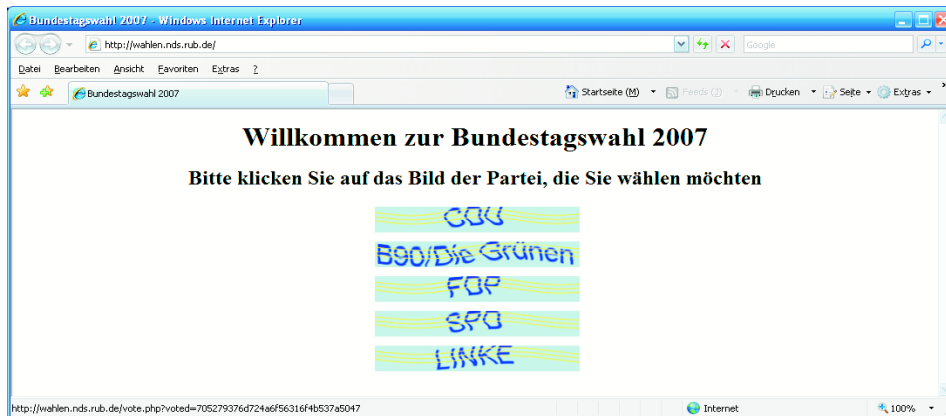 Bundestagswahl 2007 - Windows Internet Explorer
http://wahlen.nds.rub.de/
Google
Datei Bearbeiten Ansicht Favoriten Extras ?
Bundestagswahl 2007
Startseite (M) Feeds (J) Drucken Seite Extras
Willkommen zur Bundestagswahl 2007
Bitte klicken Sie auf das Bild der Partei, die Sie wählen möchten
CDU
B90/Die Grünen
FDP
SPD
LINKE
http://wahlen.nds.rub.de/vote.php?voted=705279376d724a6f56316f4b537a5047
Internet
100%